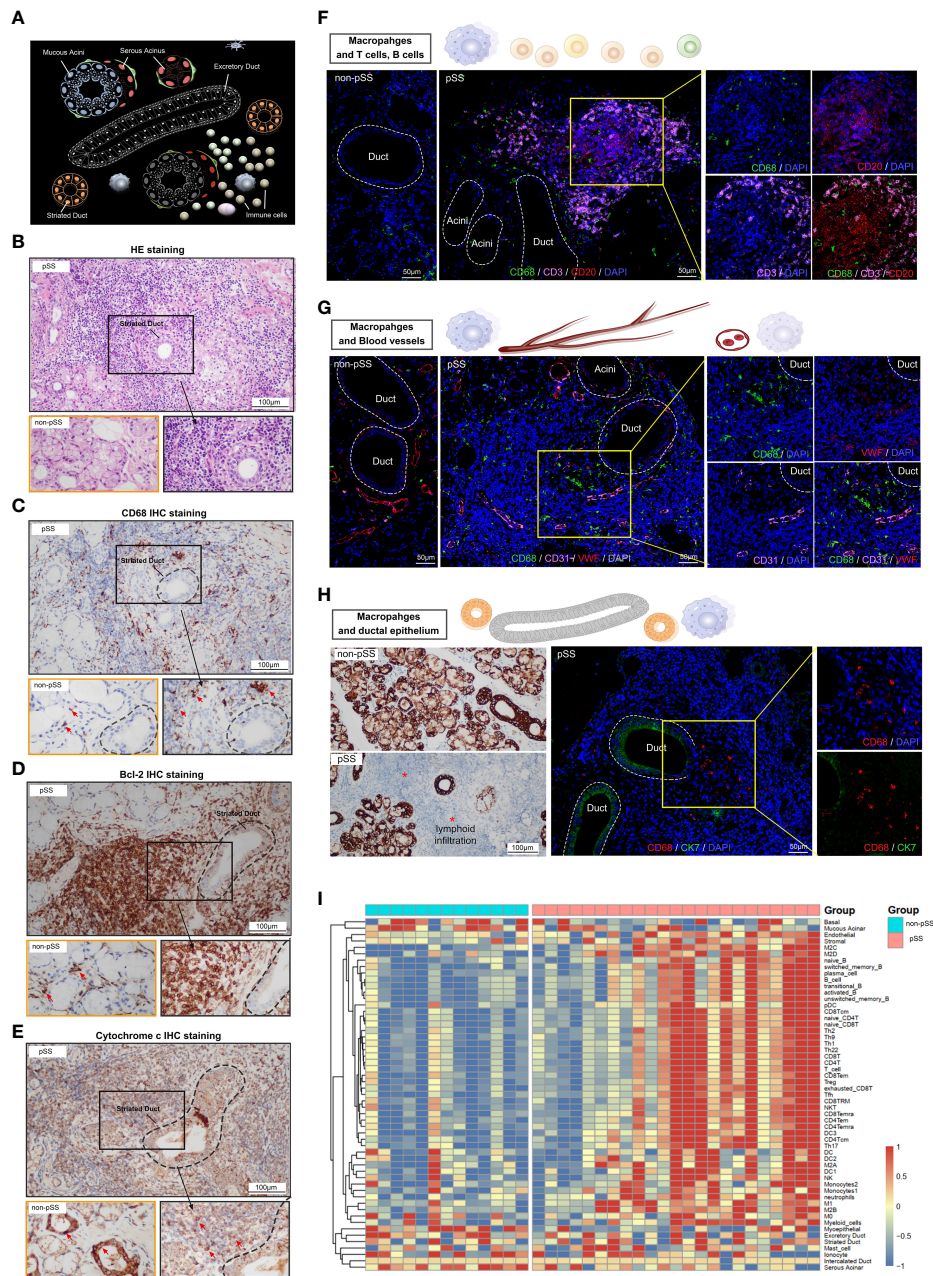 A
Mucous Acini
Serous Acinus
Excretory Duct
Striated Duct
Immune cells
B
HE staining
pSS
Striated Duct
100μm
non-pSS
C
CD68 IHC staining
pSS
Striated Duct
100μm
non-pSS
D
Bcl-2 IHC staining
pSS
Striated Duct
100μm
non-pSS
E
Cytochrome c IHC staining
pSS
Striated Duct
100μm
non-pSS
F
Macropahges
and T cells, B cells
non-pSS
Duct
50μm
pSS
Acini
Acini
Duct
CD68 / CD3 / CD20 / DAPI
50μm
CD68 / DAPI
CD20 / DAPI
CD3 / DAPI
CD68 / CD3 / CD20
G
Macropahges
and Blood vessels
non-pSS
Duct
Duct
50μm
pSS
Acini
Duct
CD68 / CD31 / VWF / DAPI
50μm
Duct
CD68 / DAPI
Duct
VWF / DAPI
Duct
CD31 / DAPI
Duct
CD68 / CD31 / VWF
H
Macropahges
and ductal epithelium
non-pSS
pSS
*
*
lymphoid
infiltration
100μm
pSS
Duct
Duct
CD68 / CK7 / DAPI
50μm
CD68 / DAPI
CD68 / CK7
I
Group
Basal
Mucous Acinar
Endothelial
Stromal
M2C
M2D
naive_B
switched_memory_B
plasma_cell
B_cell
transitional_B
activated_B
unswitched_memory_B
pDC
CD8Tcm
naive_CD4T
naive_CD8T
Th2
Th9
Th1
Th22
CD8T
CD4T
T_cell
CD8Tem
Treg
exhausted_CD8T
Tfh
CD8TRM
NKT
CD8Temra
CD4Tem
CD4Temra
DC3
CD4Tcm
Th17
DC
DC2
M2A
DC1
NK
Monocytes2
Monocytes1
neutrophils
M1
M2B
M0
Myeloid_cells
Myoepithelial
Excretory Duct
Striated Duct
Mast_cell
Ionocyte
Intercalated Duct
Serous Acinar
Group
non-pSS
pSS
1
0.5
0
−0.5
−1